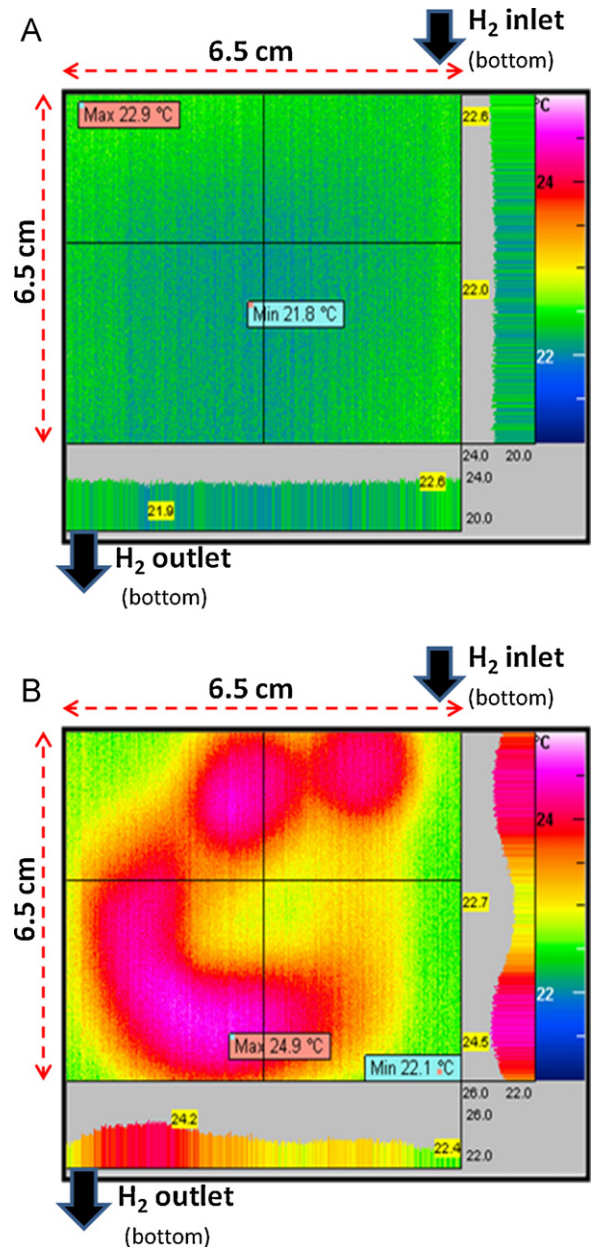 A
H2 inlet
(bottom)
6.5 cm
6.5 cm
Max 22.9 °C
Min 21.8 °C
22.6
22.0
°C
24
22
24.0 20.0
24.0
20.0
21.9
22.6
H2 outlet
(bottom)
B
H2 inlet
(bottom)
6.5 cm
6.5 cm
Max 24.9 °C
Min 22.1 °C
22.7
24.5
°C
24
22
26.0 22.0
26.0
22.0
24.2
22.4
H2 outlet
(bottom)